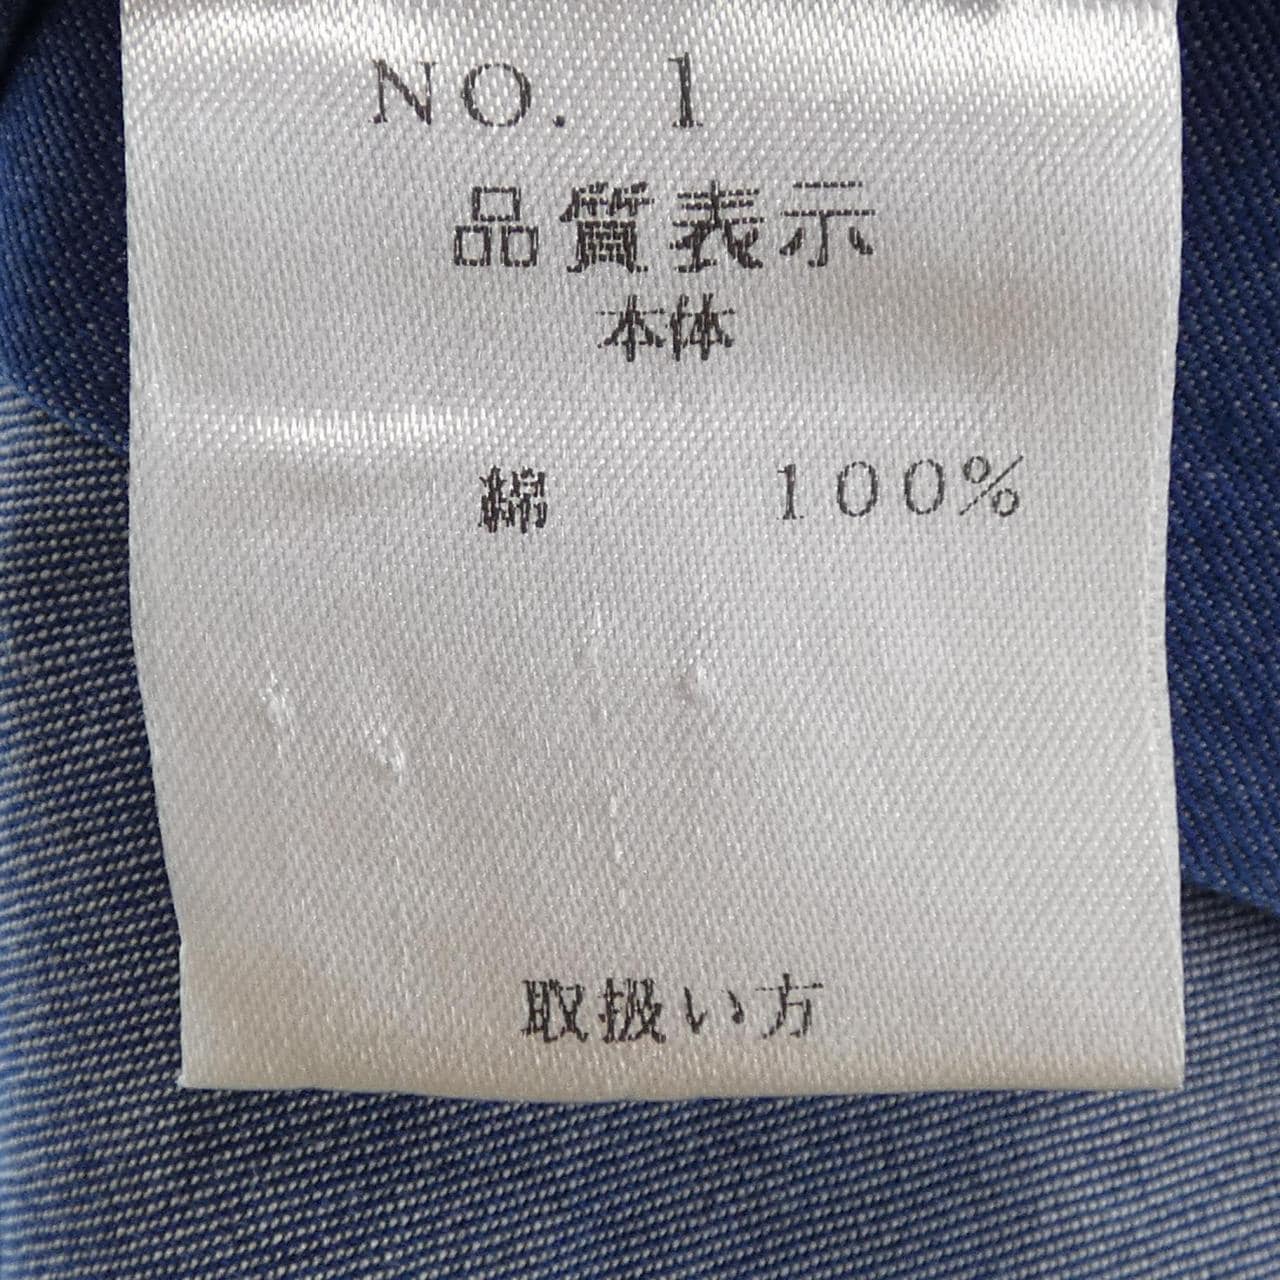 NO. 1
品質表示
本体
綿 100%
取扱い方